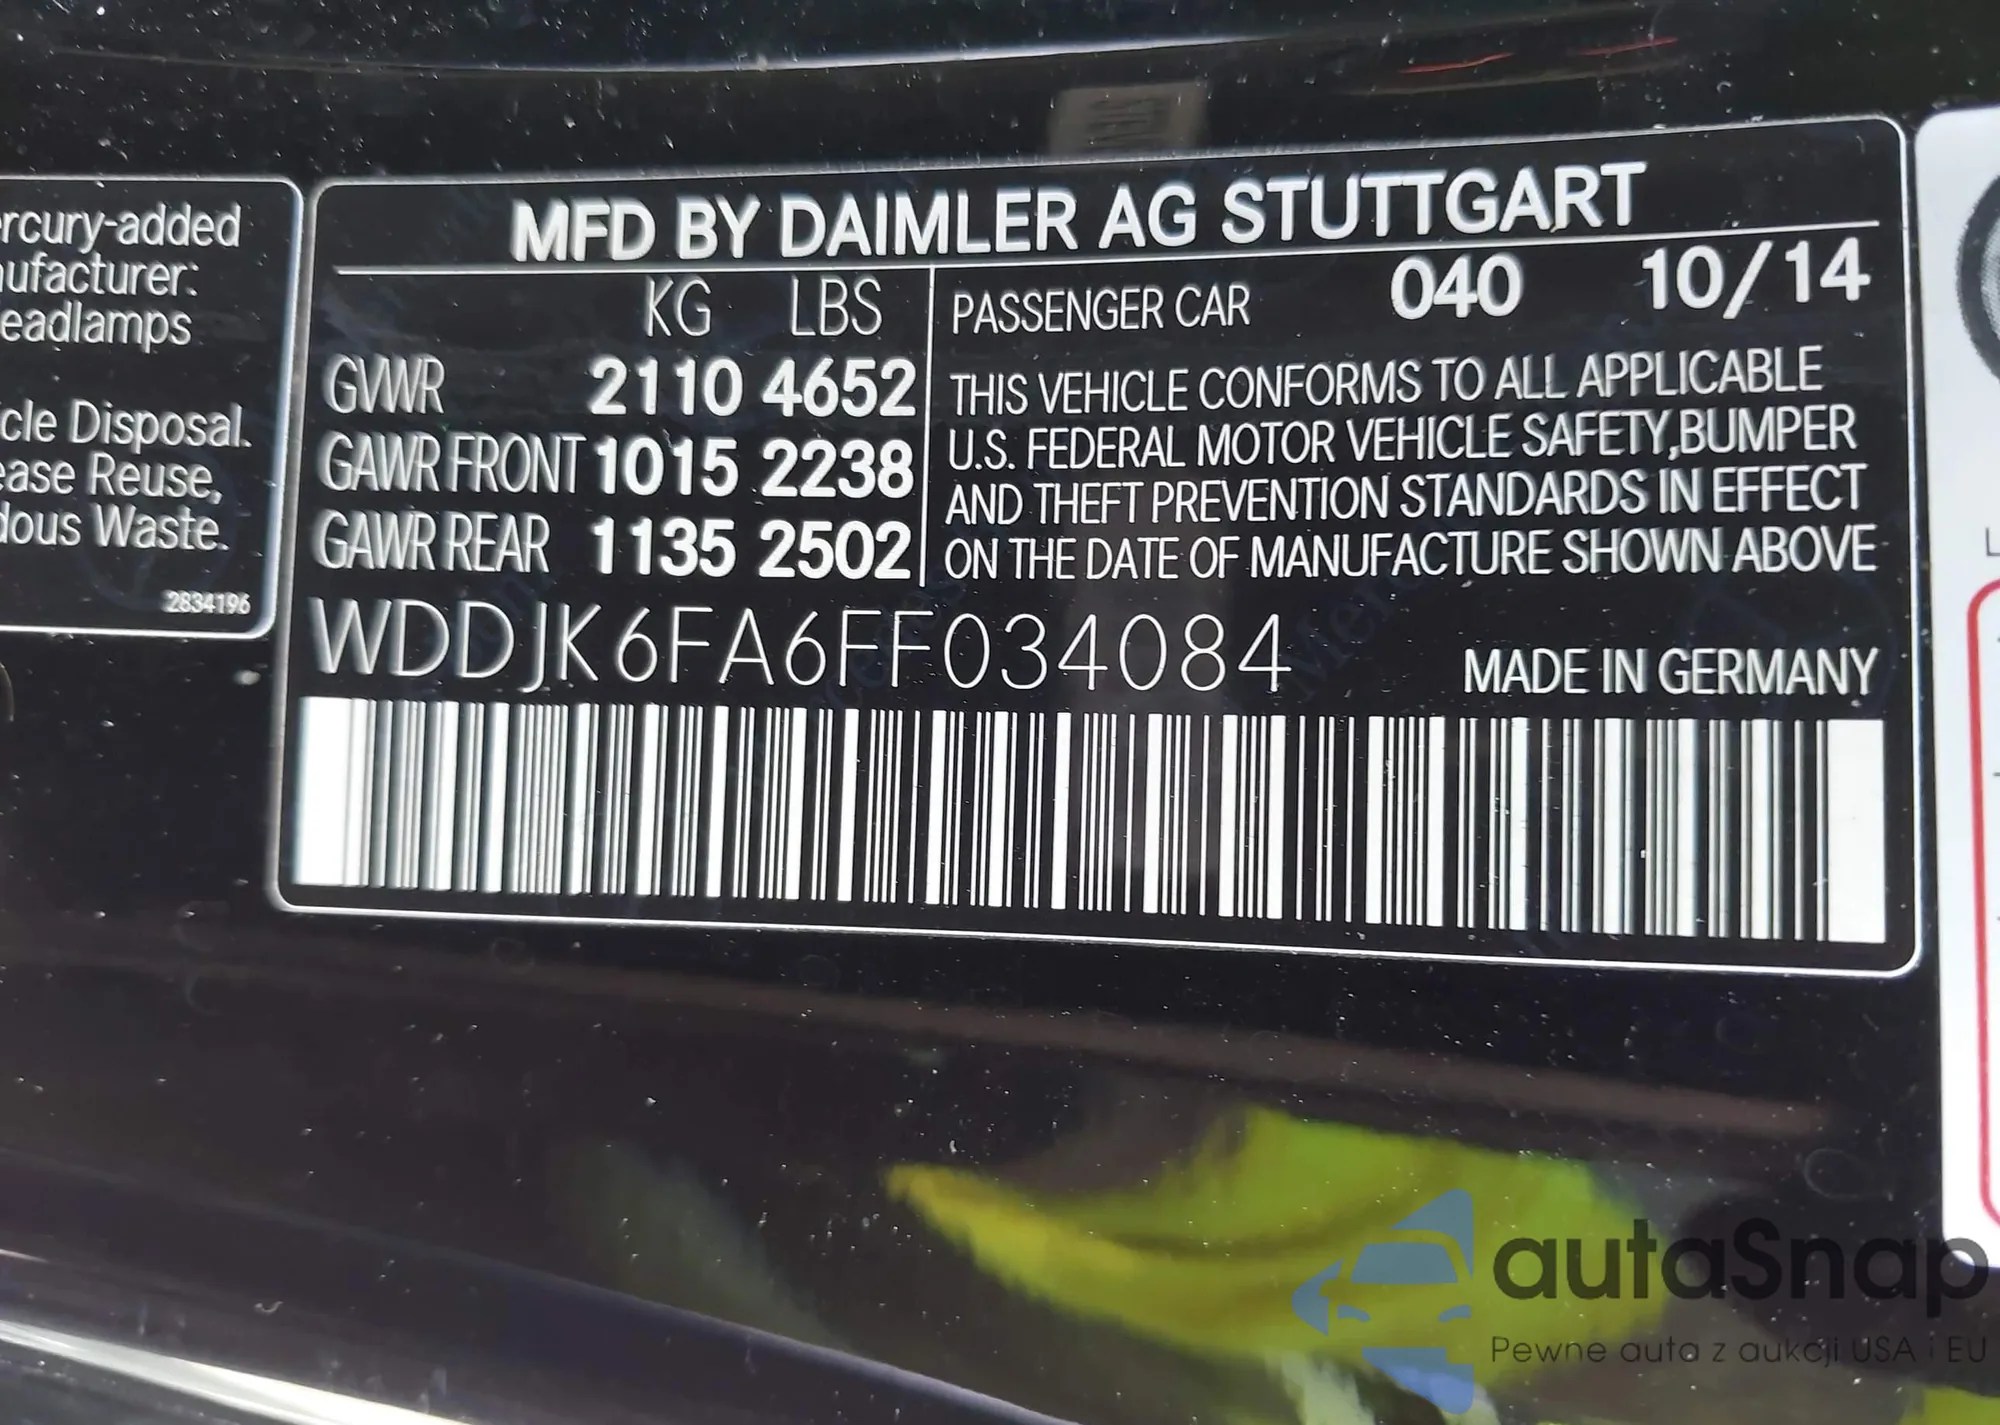 rcury-added
ufacturer:
eadlamps
cle Disposal.
ease Reuse,
dous Waste.
2834196
MFD BY DAIMLER AG STUTTGART
KG LBS
GVWR 2110 4652
GAWR FRONT 1015 2238
GAWR REAR 1135 2502
PASSENGER CAR 040 10/14
THIS VEHICLE CONFORMS TO ALL APPLICABLE
U.S. FEDERAL MOTOR VEHICLE SAFETY,BUMPER
AND THEFT PREVENTION STANDARDS IN EFFECT
ON THE DATE OF MANUFACTURE SHOWN ABOVE
WDDJK6FA6FF034084
MADE IN GERMANY
autaSnap
Pewne auta z aukcji USA i EU